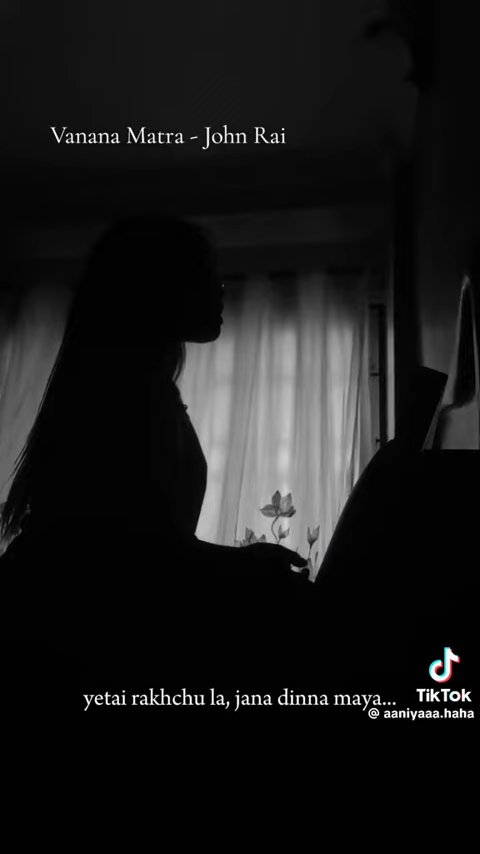 Vanana Matra - John Rai
yetai rakhchu la, jana dinna maya...
TikTok
@ aaniyaaa.haha